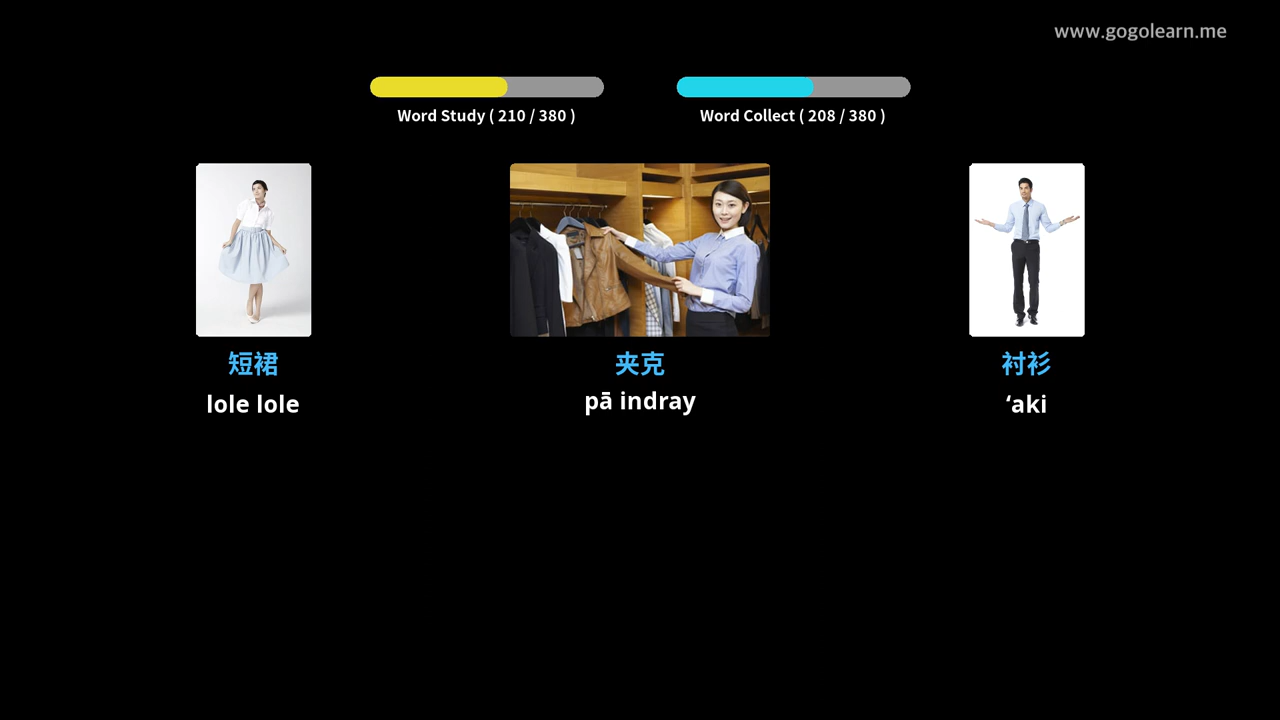 www.gogolearn.me
Word Study ( 210 / 380 )
Word Collect ( 208 / 380 )
短裙
夹克
衬衫
lole lole
pā indray
ʻaki